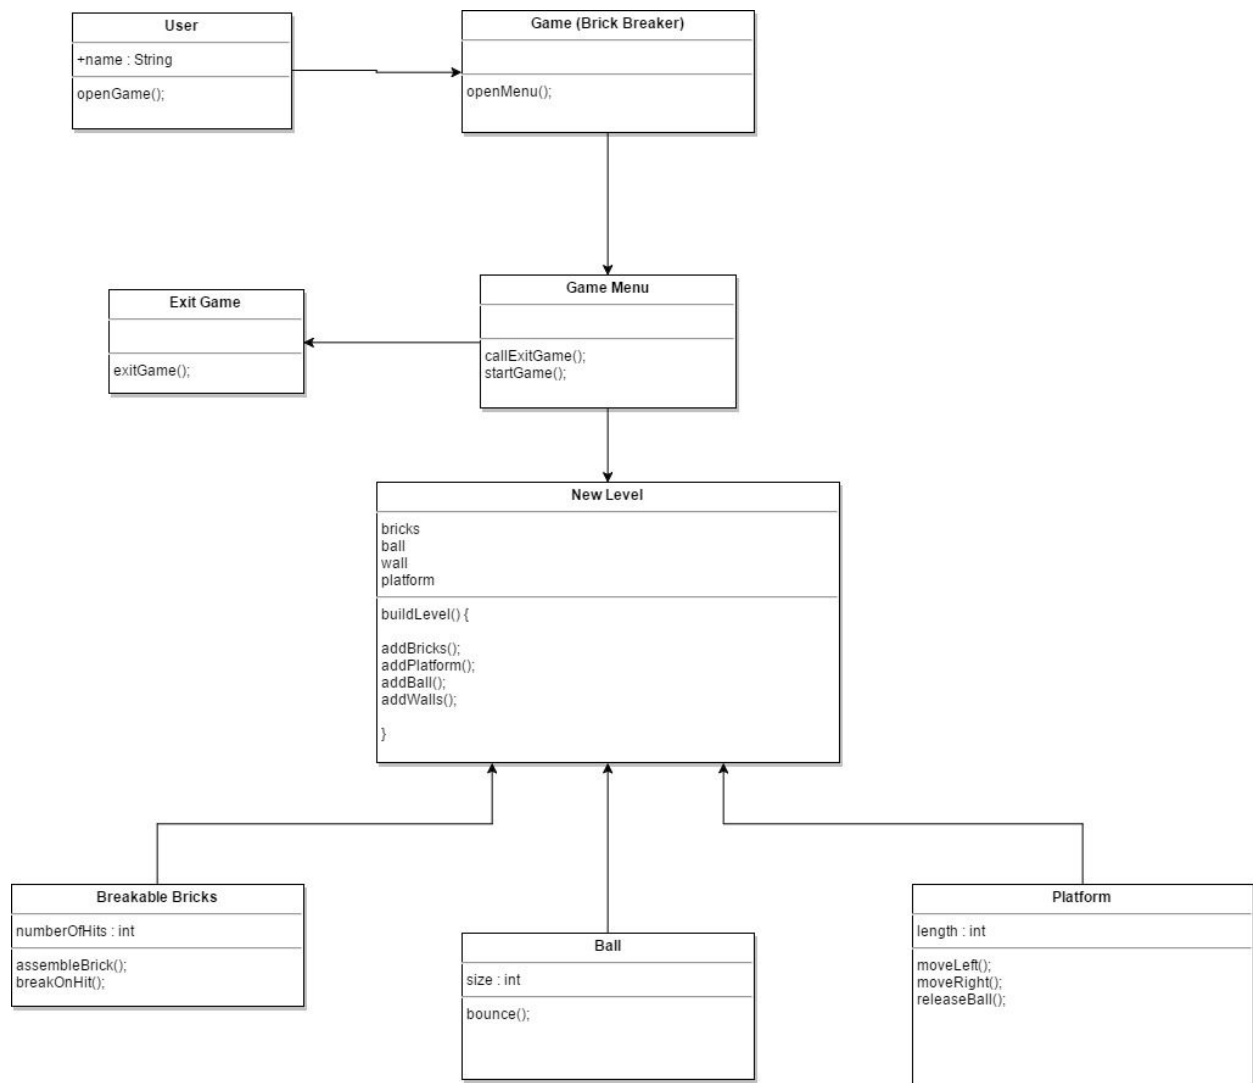 User
+name : String
openGame();
Game (Brick Breaker)
openMenu();
Exit Game
exitGame();
Game Menu
callExitGame();
startGame();
New Level
bricks
ball
wall
platform
buildLevel() {
addBricks();
addPlatform();
addBall();
addWalls();
}
Breakable Bricks
numberOfHits : int
assembleBrick();
breakOnHit();
Ball
size : int
bounce();
Platform
length : int
moveLeft();
moveRight();
releaseBall();